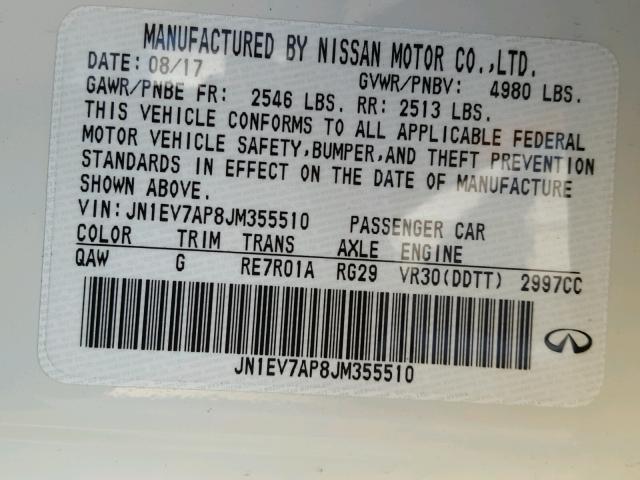 MANUFACTURED BY NISSAN MOTOR CO.,LTD.
DATE: 08/17 GVWR/PNBV: 4980 LBS.
GAWR/PNBE FR: 2546 LBS. RR: 2513 LBS.
THIS VEHICLE CONFORMS TO ALL APPLICABLE FEDERAL
MOTOR VEHICLE SAFETY,BUMPER,AND THEFT PREVENTION
STANDARDS IN EFFECT ON THE DATE OF MANUFACTURE
SHOWN ABOVE.
VIN:JN1EV7AP8JM355510 PASSENGER CAR
COLOR TRIM TRANS AXLE ENGINE
QAW G RE7R01A RG29 VR30(DDTT) 2997CC
JN1EV7AP8JM355510